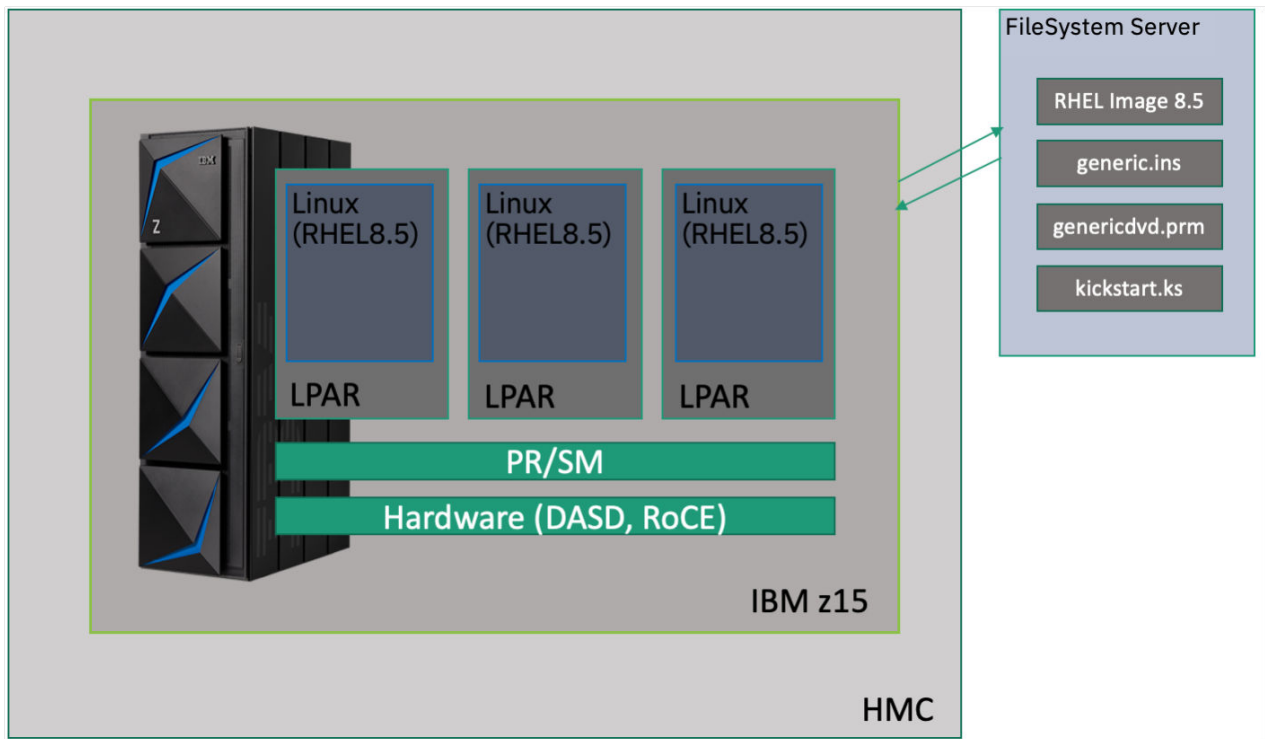 FileSystem Server
RHEL Image 8.5
generic.ins
genericdvd.prm
kickstart.ks
IBM
Z
Linux
(RHEL8.5)
LPAR
Linux
(RHEL8.5)
LPAR
Linux
(RHEL8.5)
LPAR
PR/SM
Hardware (DASD, RoCE)
IBM z15
HMC